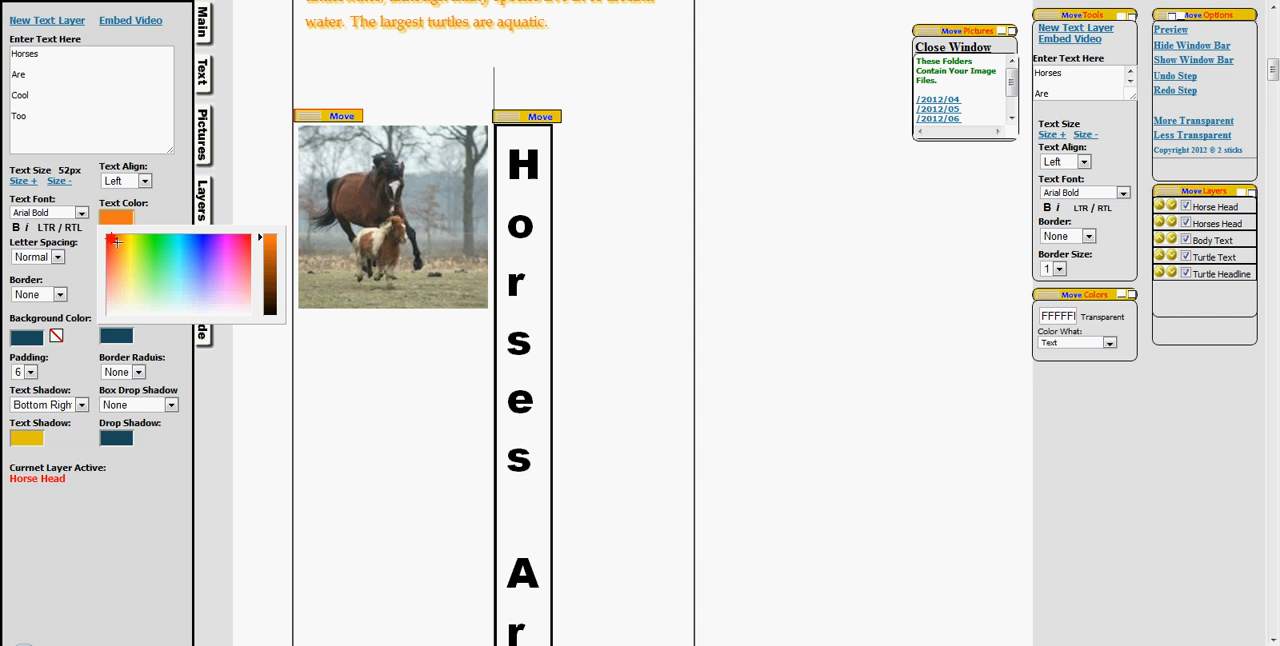 New Text Layer Embed Video
Enter Text Here
Horses
Are
Cool
Too
Text Size 52px
Size + Size -
Text Align:
Left
Text Font:
Arial Bold
Text Color:
B i LTR / RTL
Letter Spacing:
Normal
Border:
None
Background Color:
Padding:
6
Border Raduis:
None
Text Shadow:
Bottom Righ
Box Drop Shadow
None
Text Shadow:
Drop Shadow:
Currnet Layer Active:
Horse Head
Main
Text
Pictures
Layers
de
water. The largest turtles are aquatic.
Move
Move
H
o
r
s
e
s
A
r
Move Pictures
Close Window
These Folders
Contain Your Image
Files.
/2012/04
/2012/05
/2012/06
Move Tools
New Text Layer
Embed Video
Enter Text Here
Horses
Are
Text Size
Size + Size -
Text Align:
Left
Text Font:
Arial Bold
B i LTR / RTL
Border:
None
Border Size:
1
Move Colors
FFFFF
Transparent
Color What:
Text
Move Options
Preview
Hide Window Bar
Show Window Bar
Undo Step
Redo Step
More Transparent
Less Transparent
Copyright 2012 © 2 sticks
Move Layers
Horse Head
Horses Head
Body Text
Turtle Text
Turtle Headline